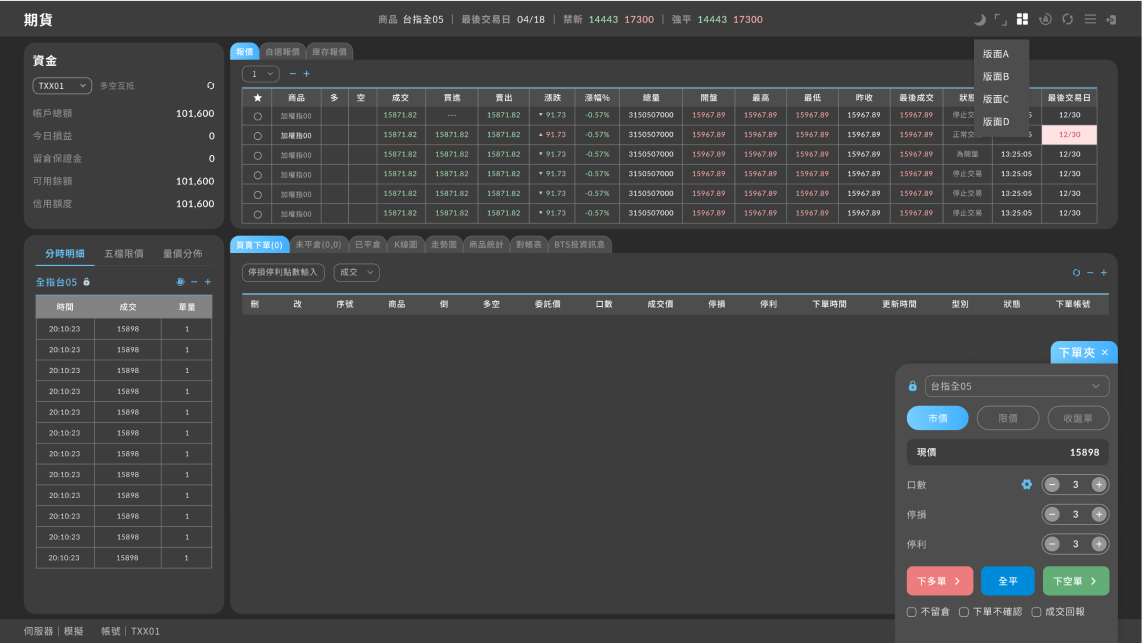 期貨
商品 台指全05 | 最後交易日 04/18 | 禁新 14443 17300 | 強平 14443 17300
版面A
版面B
版面C
版面D
資金
TXX01 多空互抵
帳戶總額 101,600
今日損益 0
留倉保證金 0
可用餘額 101,600
信用額度 101,600
報價 自選報價 庫存報價
1 − +
★ 商品 多 空 成交 買進 賣出 漲跌 漲幅% 總量 開盤 最高 最低 昨收 最後成交 狀態 最後交易日
加權指00 15871.82 --- 15871.82 ▼ 91.73 -0.57% 3150507000 15967.89 15967.89 15967.89 15967.89 15967.89 停止交 12/30
加權指00 15871.82 15871.82 15871.82 ▲ 91.73 -0.57% 3150507000 15967.89 15967.89 15967.89 15967.89 15967.89 正常交 5 12/30
加權指00 15871.82 15871.82 15871.82 ▼ 91.73 -0.57% 3150507000 15967.89 15967.89 15967.89 15967.89 15967.89 為開盤 13:25:05 12/30
加權指00 15871.82 15871.82 15871.82 ▼ 91.73 -0.57% 3150507000 15967.89 15967.89 15967.89 15967.89 15967.89 停止交易 13:25:05 12/30
加權指00 15871.82 15871.82 15871.82 ▼ 91.73 -0.57% 3150507000 15967.89 15967.89 15967.89 15967.89 15967.89 停止交易 13:25:05 12/30
加權指00 15871.82 15871.82 15871.82 ▼ 91.73 -0.57% 3150507000 15967.89 15967.89 15967.89 15967.89 15967.89 停止交易 13:25:05 12/30
分時明細 五檔限價 量價分佈
全指台05 − +
時間 成交 單量
20:10:23 15898 1
20:10:23 15898 1
20:10:23 15898 1
20:10:23 15898 1
20:10:23 15898 1
20:10:23 15898 1
20:10:23 15898 1
20:10:23 15898 1
20:10:23 15898 1
20:10:23 15898 1
20:10:23 15898 1
20:10:23 15898 1
買賣下單(0) 未平倉(0,0) 已平倉 K線圖 走勢圖 商品統計 對帳表 BTS投資訊息
停損停利點數輸入 成交 − +
刪 改 序號 商品 倒 多空 委託價 口數 成交價 停損 停利 下單時間 更新時間 型別 狀態 下單帳號
下單夾 ×
台指全05
市價 限價 收盤單
現價 15898
口數 − 3 +
停損 − 3 +
停利 − 3 +
下多單 > 全平 下空單 >
不留倉 下單不確認 成交回報
伺服器 | 模擬 帳號 | TXX01